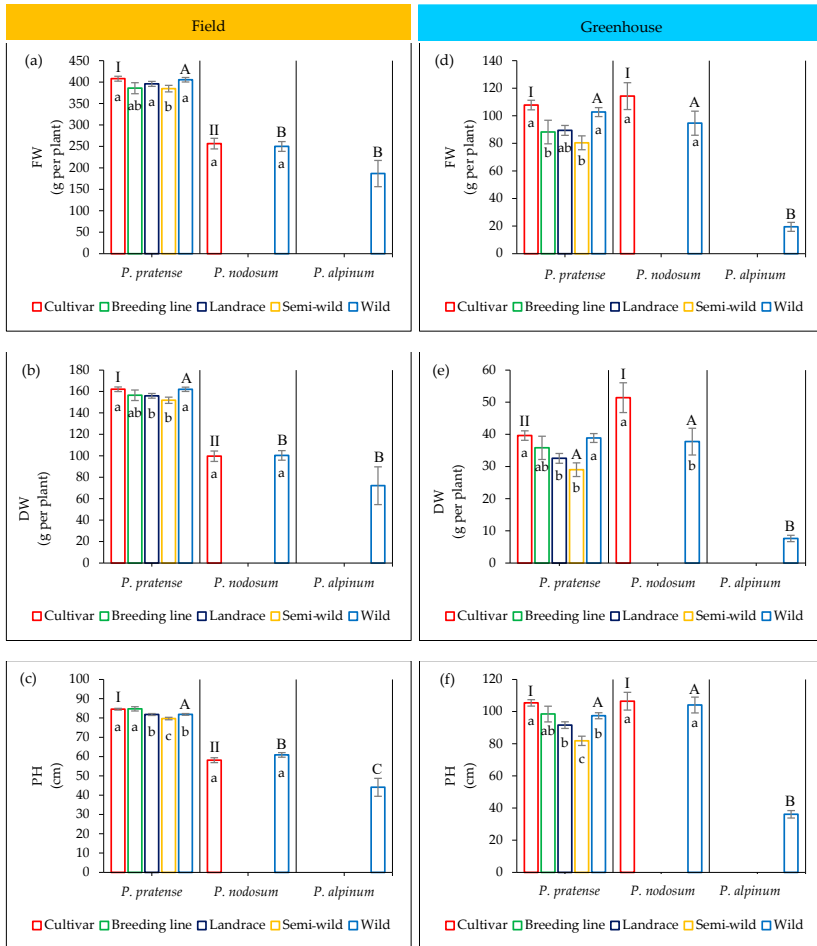 Field
Greenhouse
(a)
450
400
350
300
250
200
150
100
50
0
FW
(g per plant)
I
A
II
B
B
a
ab
a
b
a
a
a
P. pratense
P. nodosum
P. alpinum
Cultivar
Breeding line
Landrace
Semi-wild
Wild
(d)
140
120
100
80
60
40
20
0
FW
(g per plant)
I
A
I
A
B
a
b
ab
b
a
a
a
P. pratense
P. nodosum
P. alpinum
Cultivar
Breeding line
Landrace
Semi-wild
Wild
(b)
180
160
140
120
100
80
60
40
20
0
DW
(g per plant)
I
A
II
B
B
a
ab
b
b
a
a
a
P. pratense
P. nodosum
P. alpinum
Cultivar
Breeding line
Landrace
Semi-wild
Wild
(e)
60
50
40
30
20
10
0
DW
(g per plant)
II
A
I
A
B
a
ab
b
b
a
a
b
P. pratense
P. nodosum
P. alpinum
Cultivar
Breeding line
Landrace
Semi-wild
Wild
(c)
100
90
80
70
60
50
40
30
20
10
0
PH
(cm)
I
A
II
B
C
a
a
b
c
b
a
a
P. pratense
P. nodosum
P. alpinum
Cultivar
Breeding line
Landrace
Semi-wild
Wild
(f)
120
100
80
60
40
20
0
PH
(cm)
I
A
I
A
B
a
ab
b
c
b
a
a
P. pratense
P. nodosum
P. alpinum
Cultivar
Breeding line
Landrace
Semi-wild
Wild